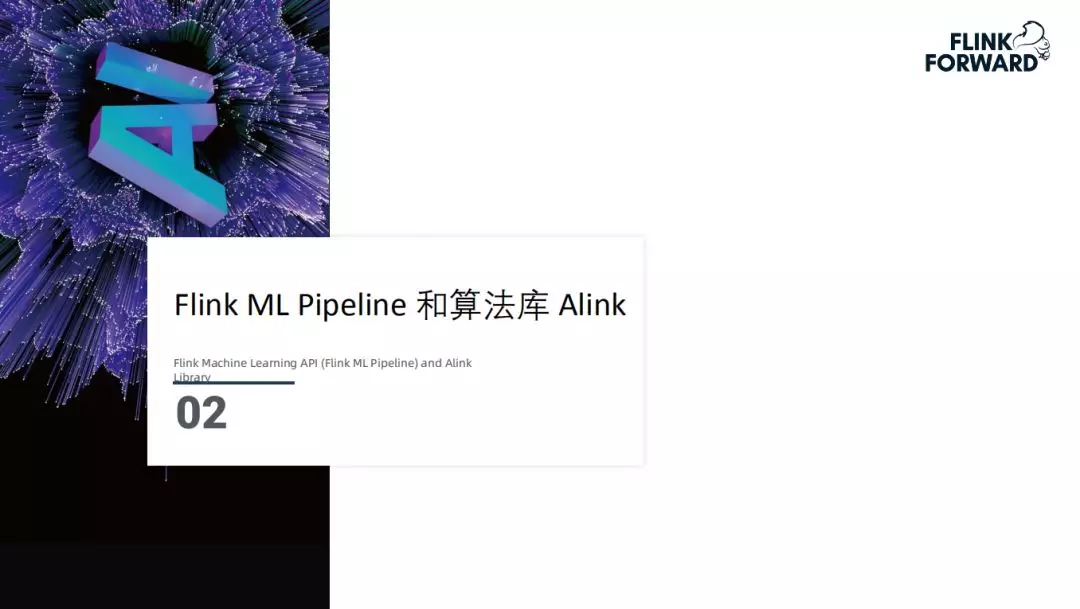 AI
FLINK
FORWARD
Flink ML Pipeline 和算法库 Alink
Flink Machine Learning API (Flink ML Pipeline) and Alink
Library
02